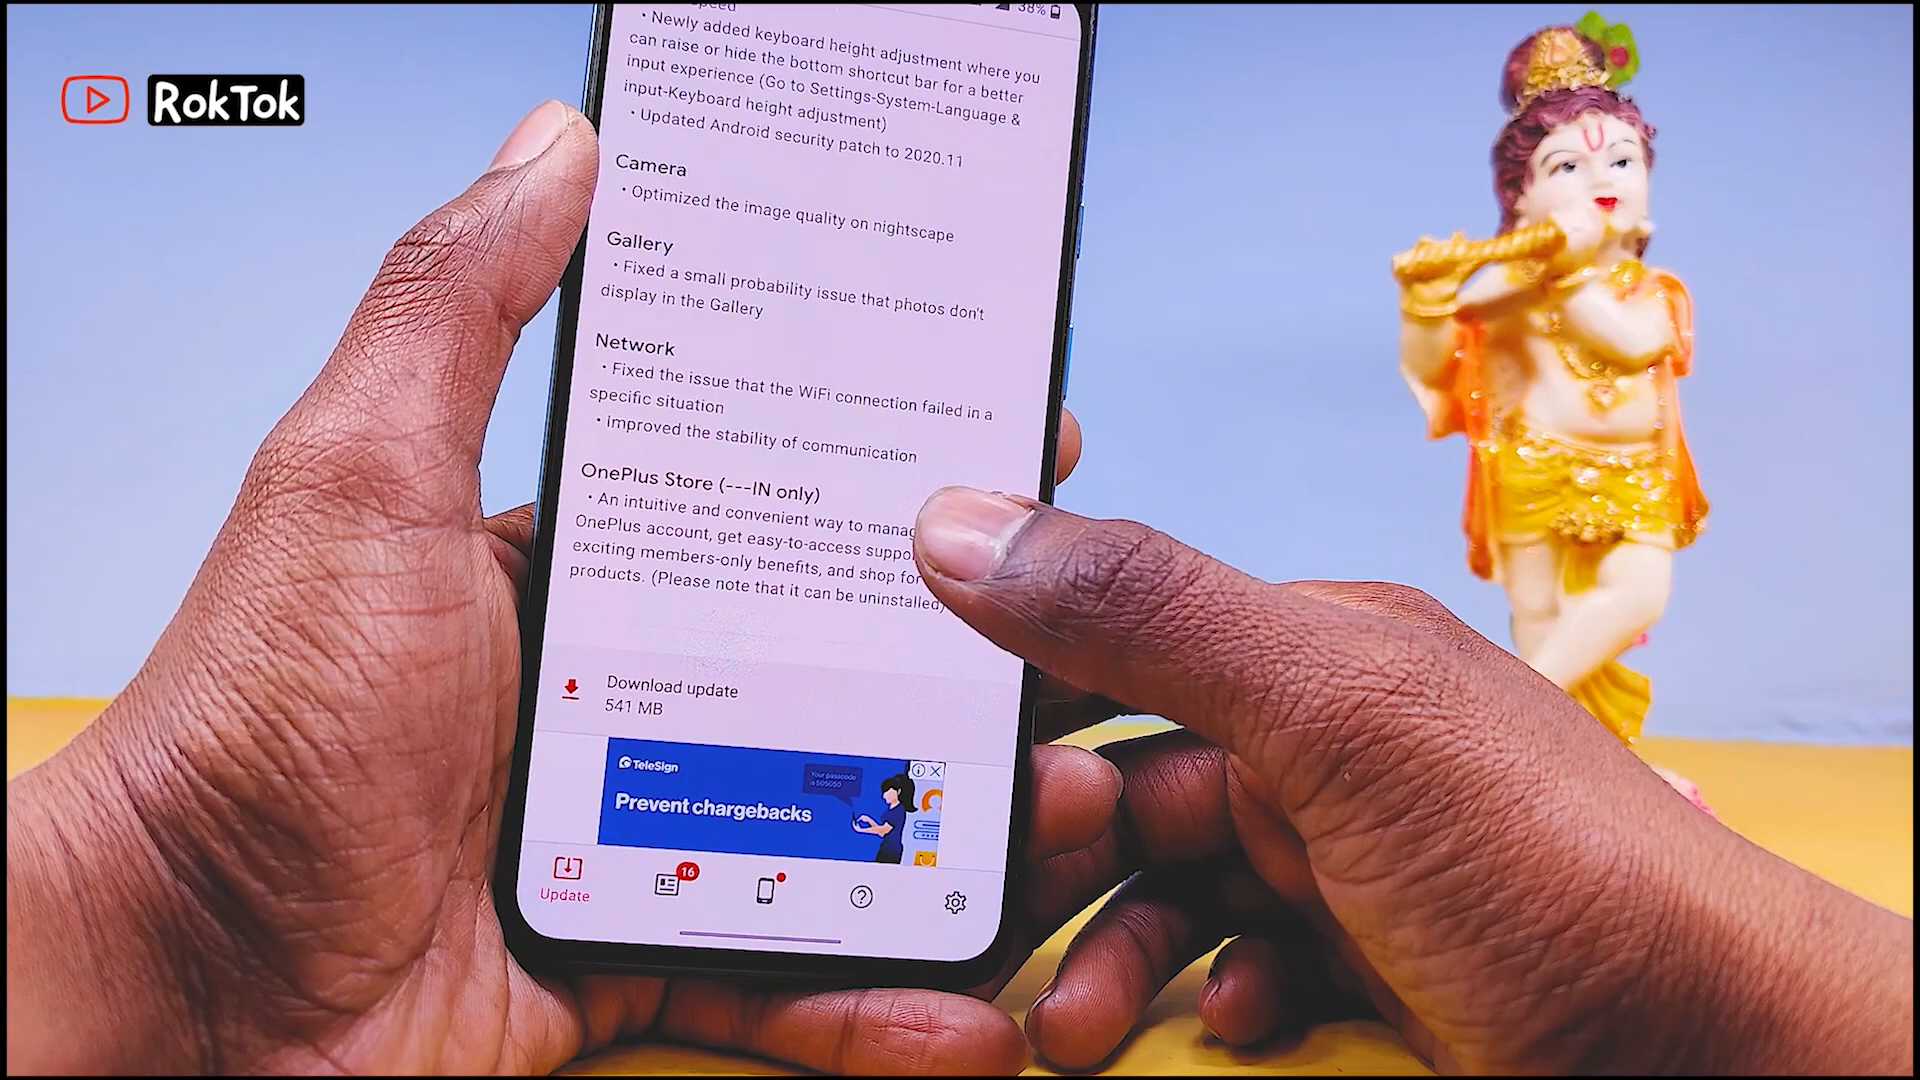 RokTok
38%
• Newly added keyboard height adjustment where you
can raise or hide the bottom shortcut bar for a better
input experience (Go to Settings-System-Language &
input-Keyboard height adjustment)
• Updated Android security patch to 2020.11
Camera
• Optimized the image quality on nightscape
Gallery
• Fixed a small probability issue that photos don't
display in the Gallery
Network
• Fixed the issue that the WiFi connection failed in a
specific situation
• Improved the stability of communication
OnePlus Store (---IN only)
• An intuitive and convenient way to
OnePlus account, get easy-to-access
exciting members-only benefits, and shop for
products. (Please note that it can be uninstalled)
Download update
541 MB
TeleSign
Your passcode
is 505050
Prevent chargebacks
16
Update